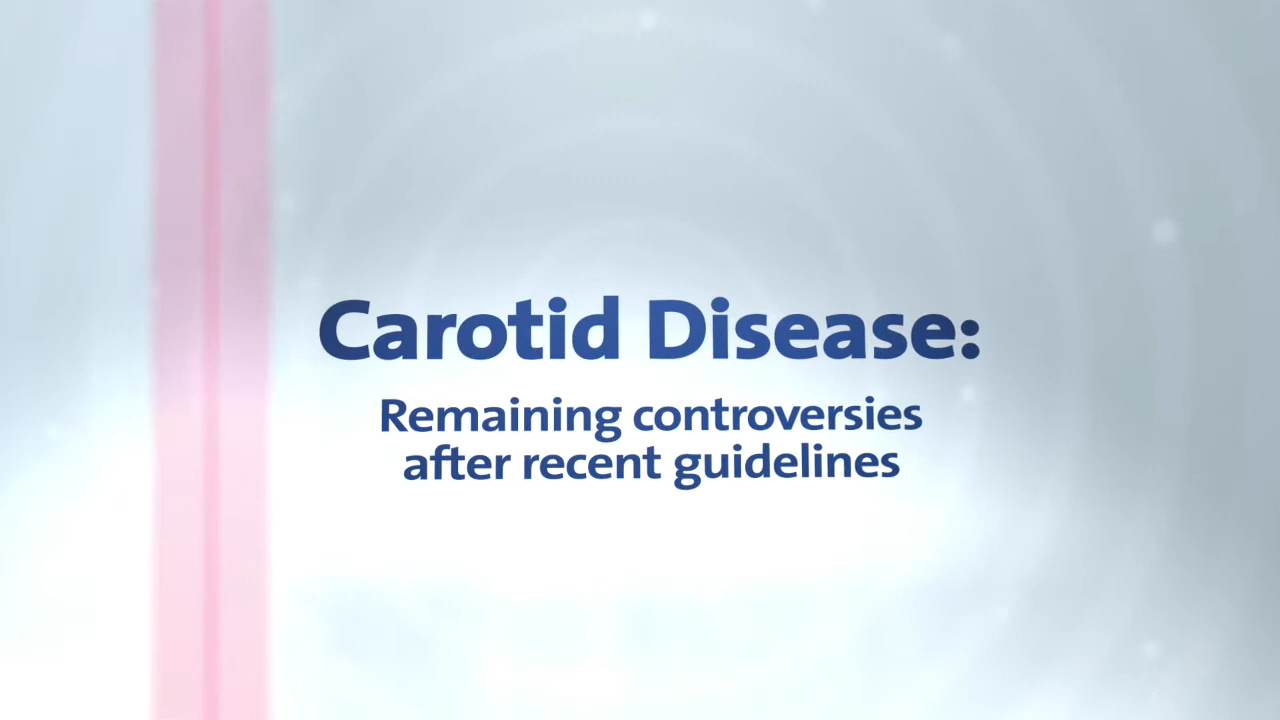 Carotid Disease:
Remaining controversies
after recent guidelines